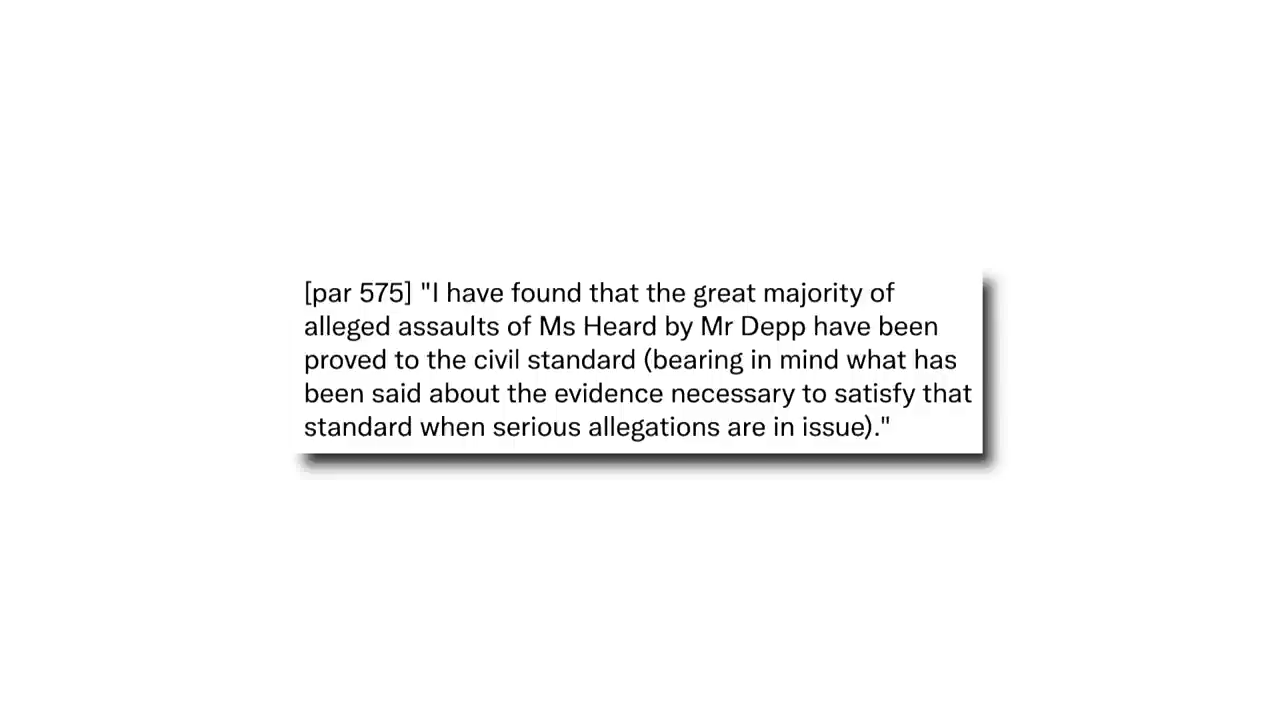 [par 575] "I have found that the great majority of
alleged assaults of Ms Heard by Mr Depp have been
proved to the civil standard (bearing in mind what has
been said about the evidence necessary to satisfy that
standard when serious allegations are in issue)."